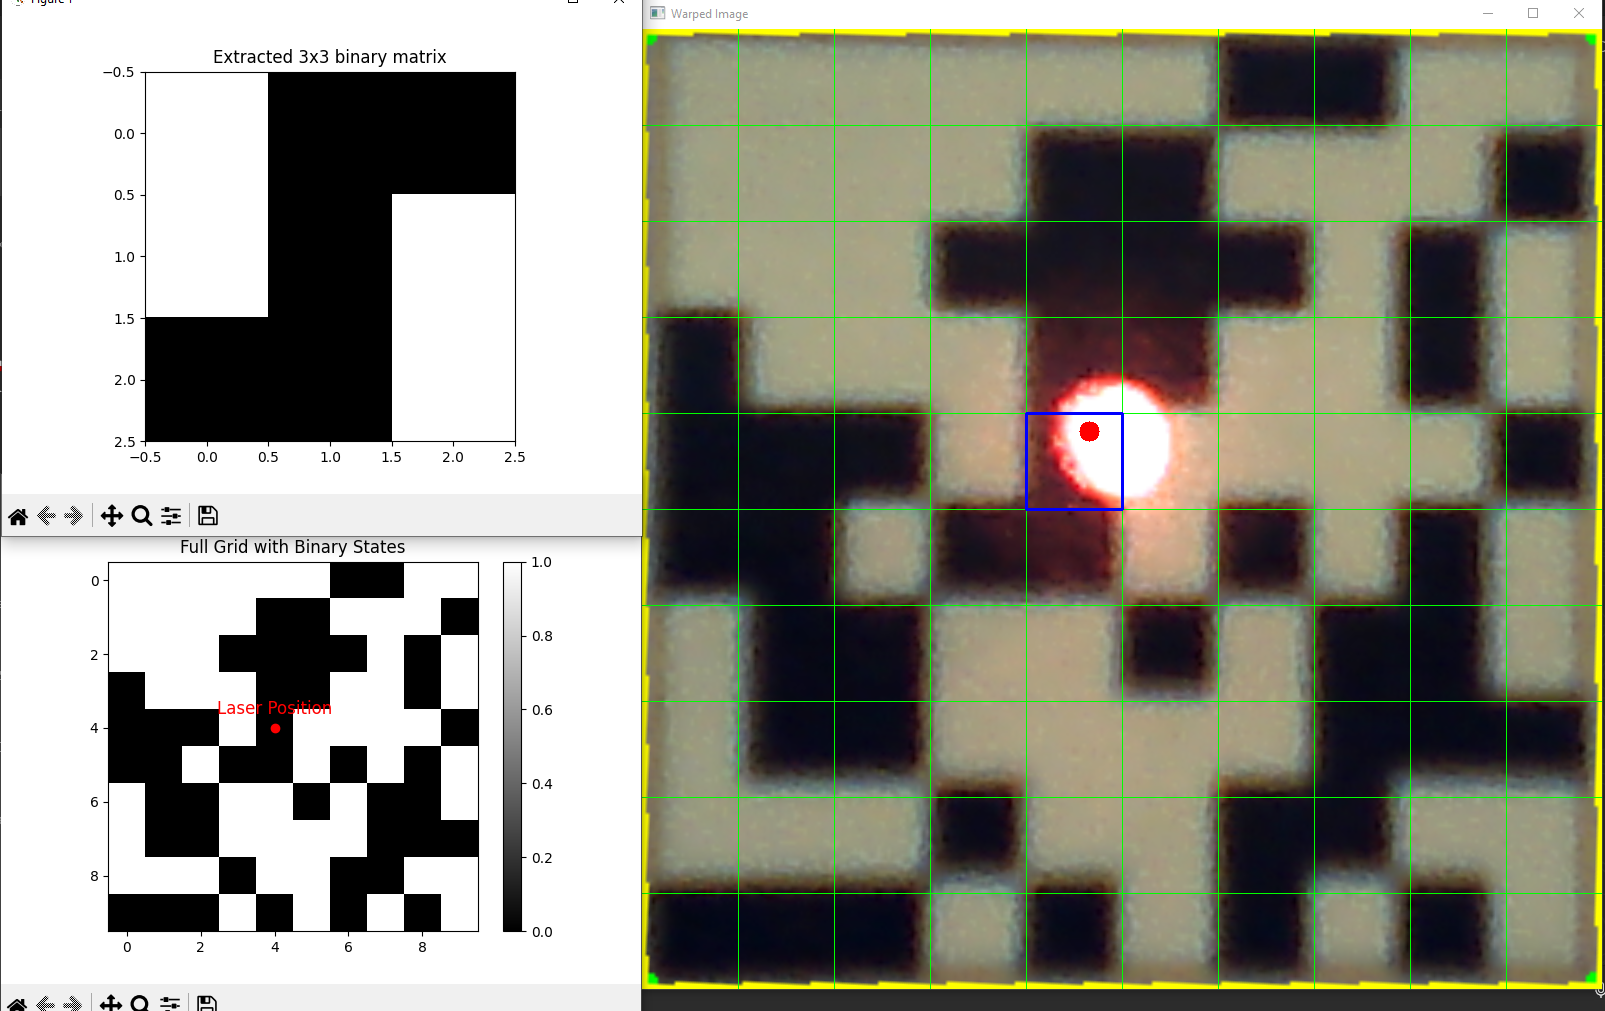 Figure 1
Extracted 3x3 binary matrix
−0.5
0.0
0.5
1.0
1.5
2.0
2.5
−0.5 0.0 0.5 1.0 1.5 2.0 2.5
Full Grid with Binary States
0
2
4
6
8
Laser Position
0 2 4 6 8
1.0
0.8
0.6
0.4
0.2
0.0
Warped Image